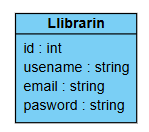 Llibrarin
id : int
usename : string
email : string
pasword : string